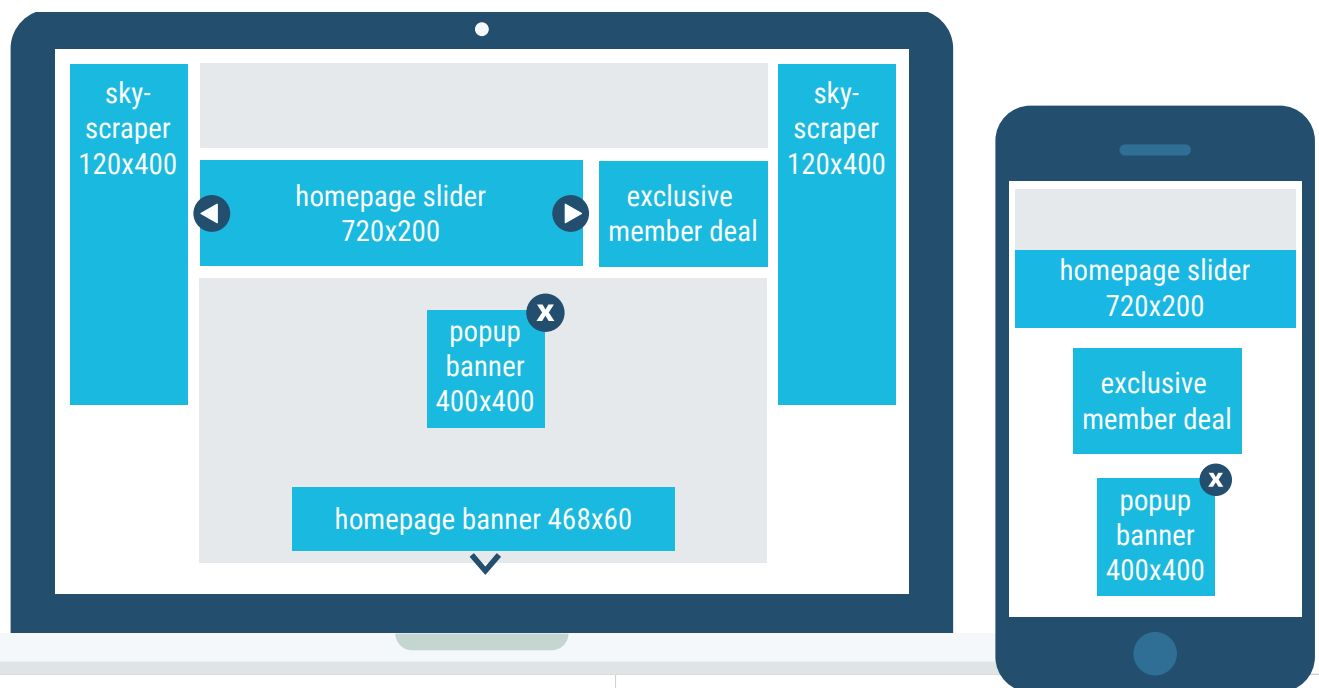 sky-
scraper
120x400
homepage slider
720x200
exclusive
member deal
sky-
scraper
120x400
popup
banner
400x400
x
homepage banner 468x60
homepage slider
720x200
exclusive
member deal
x
popup
banner
400x400